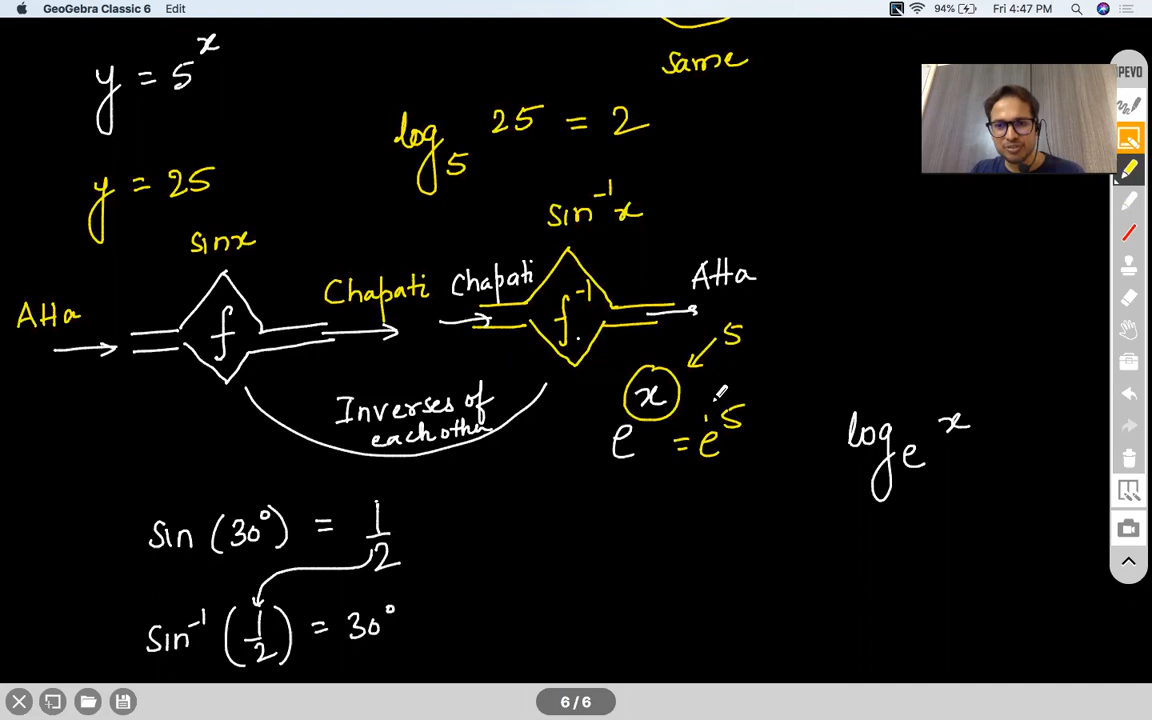 GeoGebra Classic 6 Edit 94% Fri 4:47 PM
IPEVO
same
y = 5^x
log_5 25 = 2
y = 25
sinx
sin^-1 x
Atta
f
Chapati
Chapati
f^-1
Atta
Inverses of
each other
5
e^x = e^5
log_e x
sin (30°) = 1/2
sin^-1 (1/2) = 30°
6 / 6